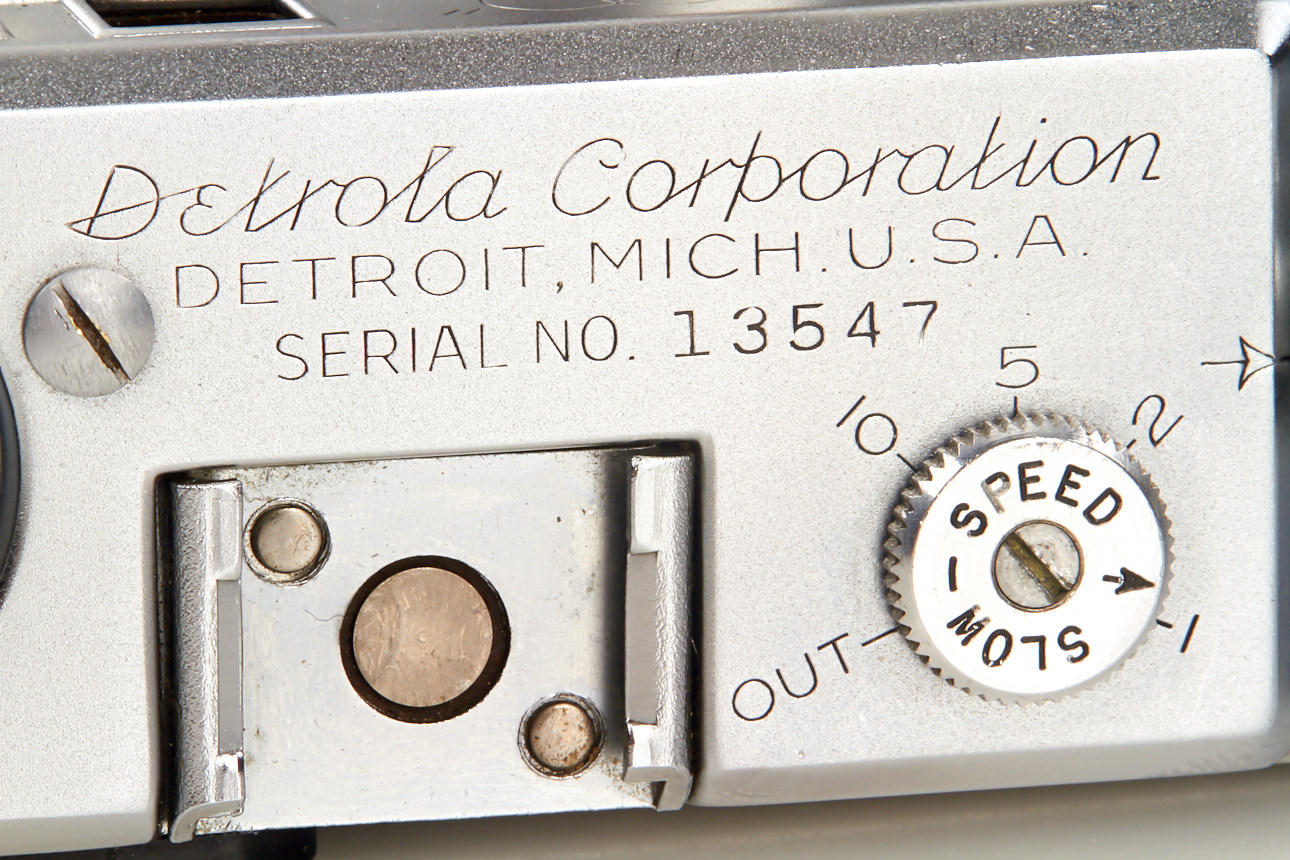 Detrola Corporation
DETROIT, MICH. U.S.A.
SERIAL NO. 13547
10 5 2 1
OUT
SLOW - SPEED